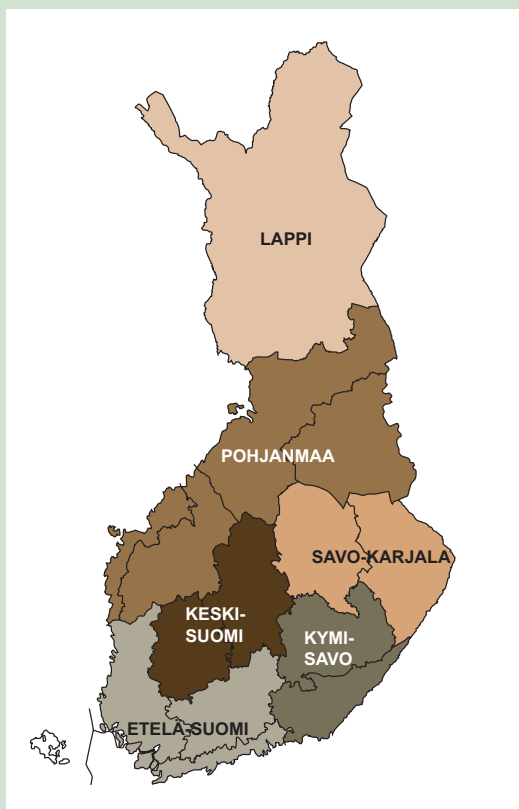 LAPPI
POHJANMAA
SAVO-KARJALA
KESKI-
SUOMI
KYMI-
SAVO
ETELÄ-SUOMI